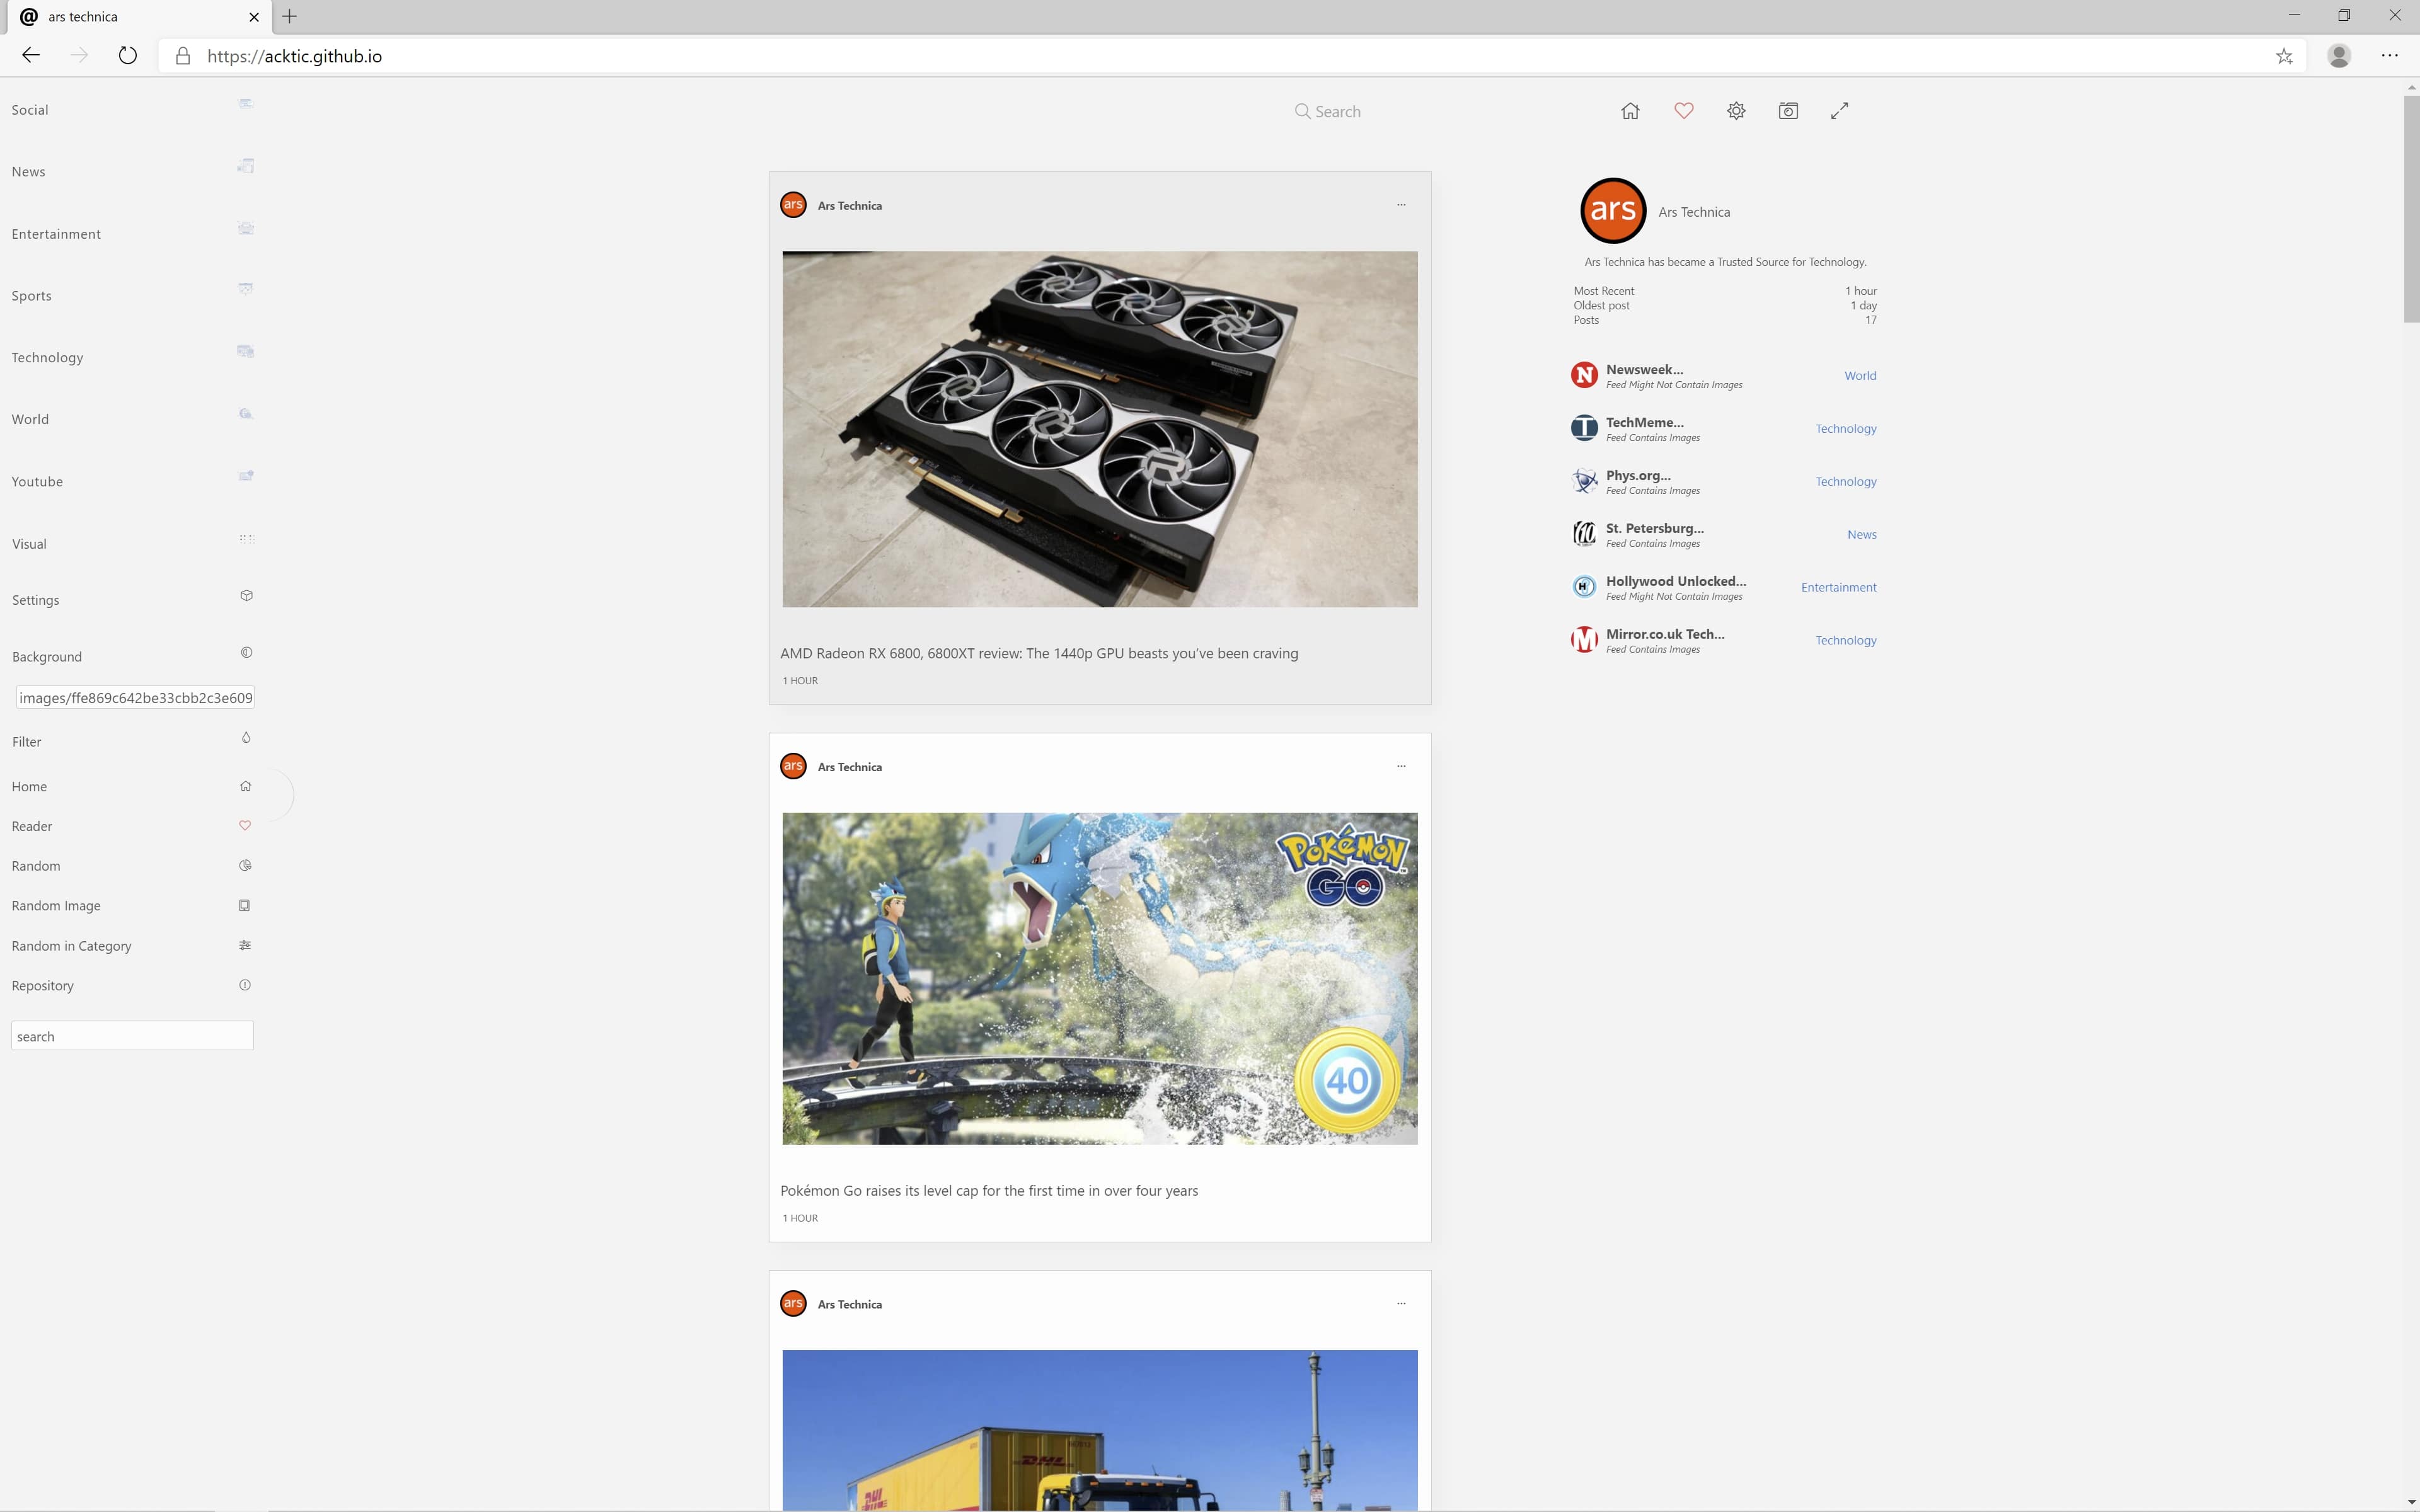 ars technica
https://acktic.github.io
Search
Social
News
Entertainment
Sports
Technology
World
Youtube
Visual
Settings
Background
images/ffe869c642be33cbb2c3e609
Filter
Home
Reader
Random
Random Image
Random in Category
Repository
search
ars Ars Technica ...
AMD Radeon RX 6800, 6800XT review: The 1440p GPU beasts you've been craving
1 HOUR
ars Ars Technica ...
POKÉMON
GO
40
Pokémon Go raises its level cap for the first time in over four years
1 HOUR
ars Ars Technica ...
DHL
DHL
ars Ars Technica
Ars Technica has became a Trusted Source for Technology.
Most Recent 1 hour
Oldest post 1 day
Posts 17
Newsweek... World
Feed Might Not Contain Images
TechMeme... Technology
Feed Contains Images
Phys.org... Technology
Feed Contains Images
St. Petersburg... News
Feed Contains Images
Hollywood Unlocked... Entertainment
Feed Might Not Contain Images
Mirror.co.uk Tech... Technology
Feed Contains Images